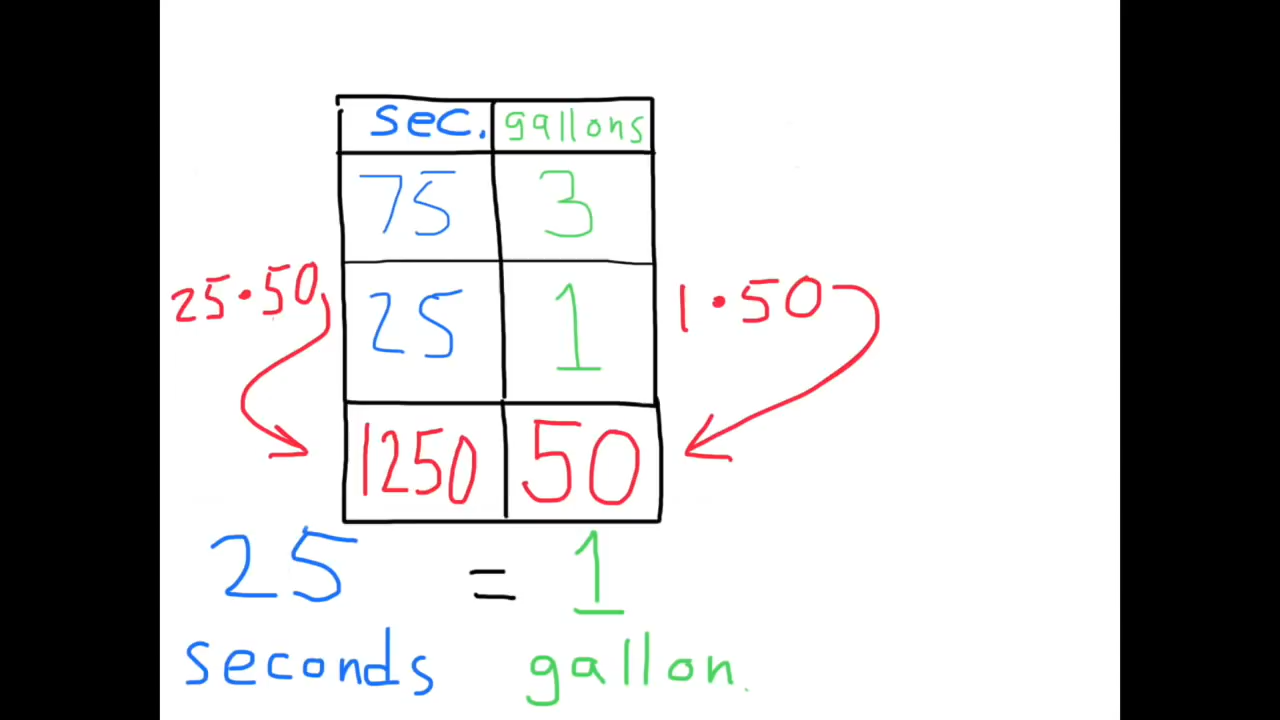 sec. gallons
75 3
25·50 25 1 1·50
1250 50
25 = 1
seconds gallon.